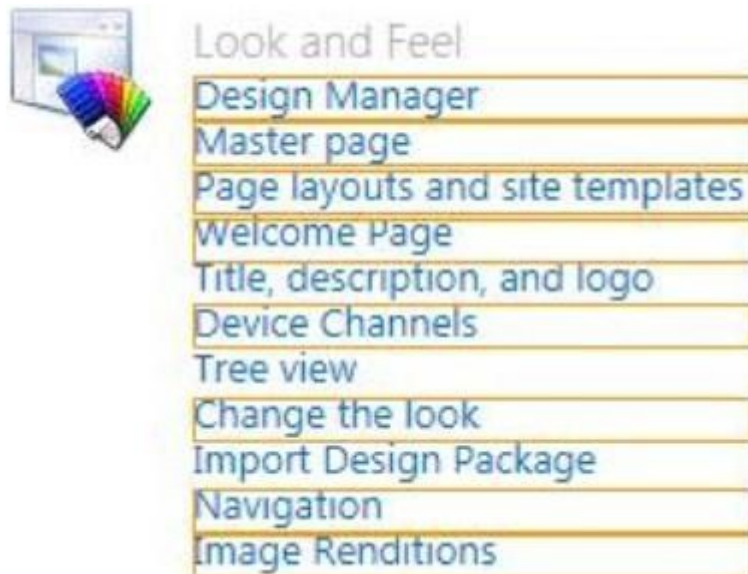 Look and Feel
Design Manager
Master page
Page layouts and site templates
Welcome Page
Title, description, and logo
Device Channels
Tree view
Change the look
Import Design Package
Navigation
Image Renditions